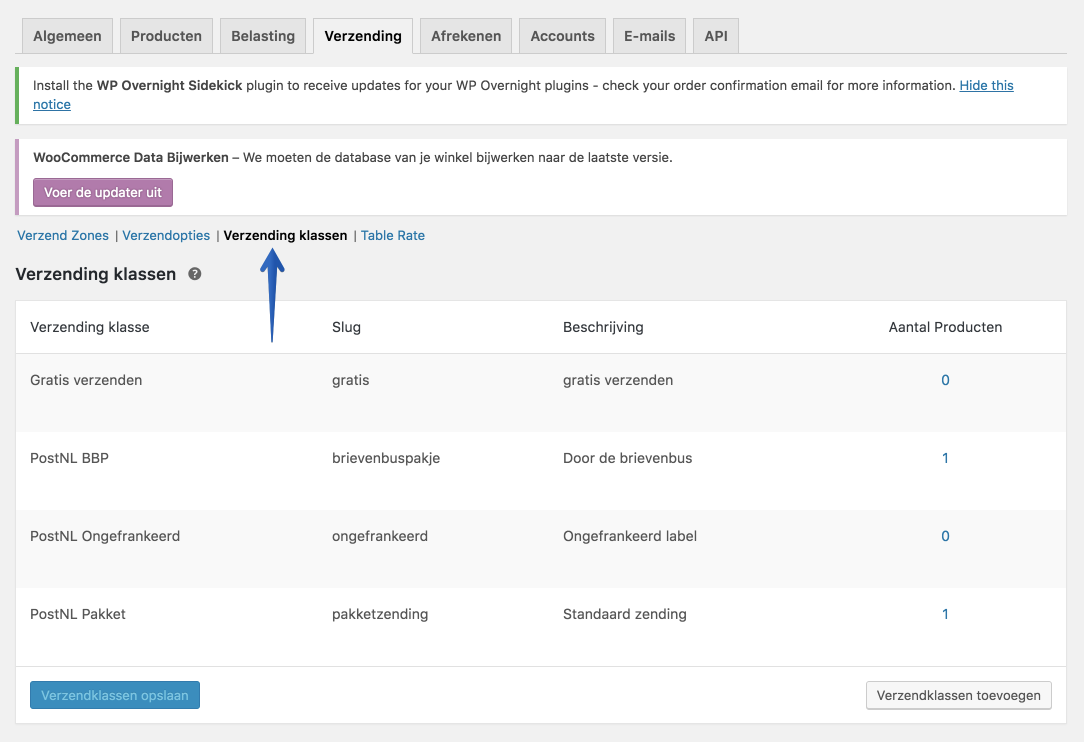 Algemeen Producten Belasting Verzending Afrekenen Accounts E-mails API
Install the WP Overnight Sidekick plugin to receive updates for your WP Overnight plugins - check your order confirmation email for more information. Hide this
notice
WooCommerce Data Bijwerken – We moeten de database van je winkel bijwerken naar de laatste versie.
Voer de updater uit
Verzend Zones | Verzendopties | Verzending klassen | Table Rate
Verzending klassen ?
Verzending klasse Slug Beschrijving Aantal Producten
Gratis verzenden gratis gratis verzenden 0
PostNL BBP brievenbuspakje Door de brievenbus 1
PostNL Ongefrankeerd ongefrankeerd Ongefrankeerd label 0
PostNL Pakket pakketzending Standaard zending 1
Verzendklassen opslaan Verzendklassen toevoegen